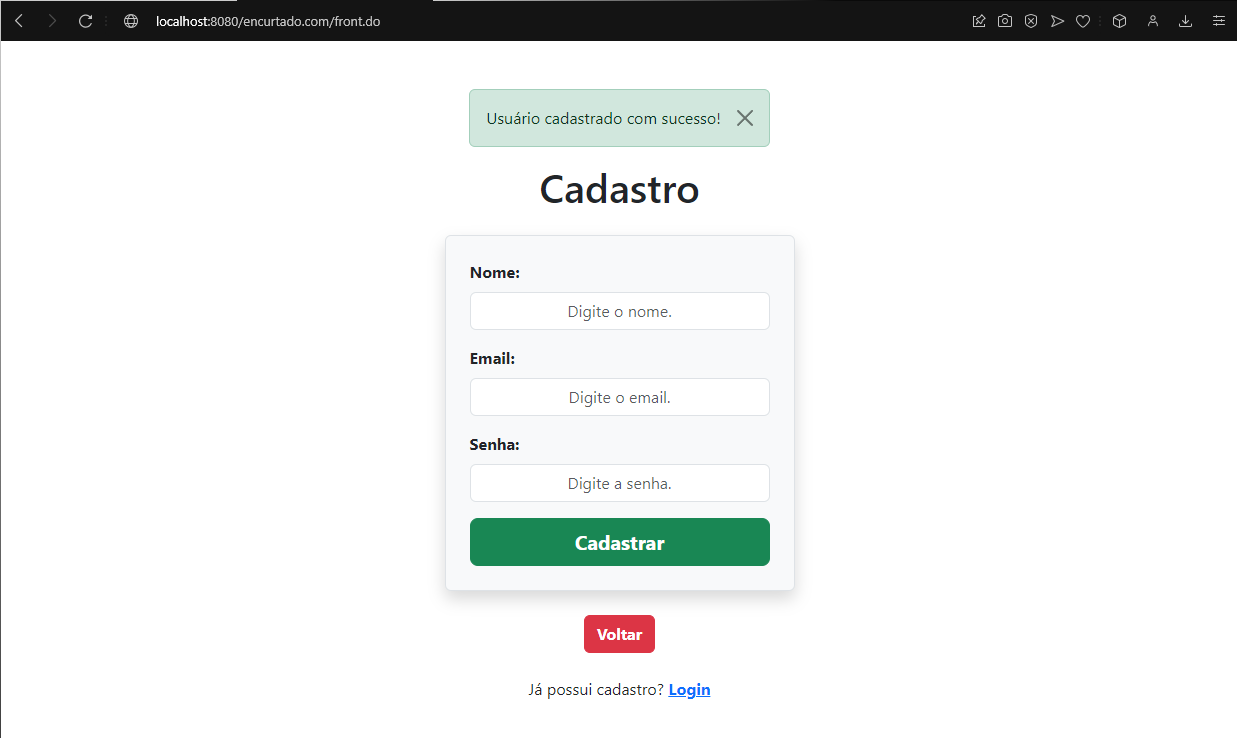 localhost:8080/encurtado.com/front.do
Usuário cadastrado com sucesso!
Cadastro
Nome:
Digite o nome.
Email:
Digite o email.
Senha:
Digite a senha.
Cadastrar
Voltar
Já possui cadastro? Login